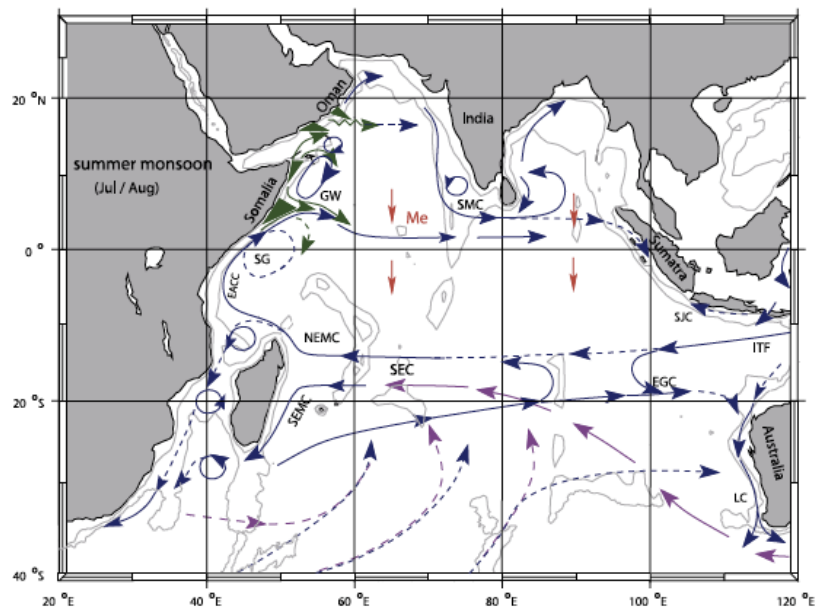 Oman
India
20 °N
summer monsoon
(Jul / Aug)
Somalia
GW
Me
SMC
0 °
SG
EACC
Sumatra
SJC
NEMC
ITF
SEC
EGC
20 °S
SEMC
Australia
LC
40 °S
20 °E
40 °
60 °
80 °
100 °
120 °E